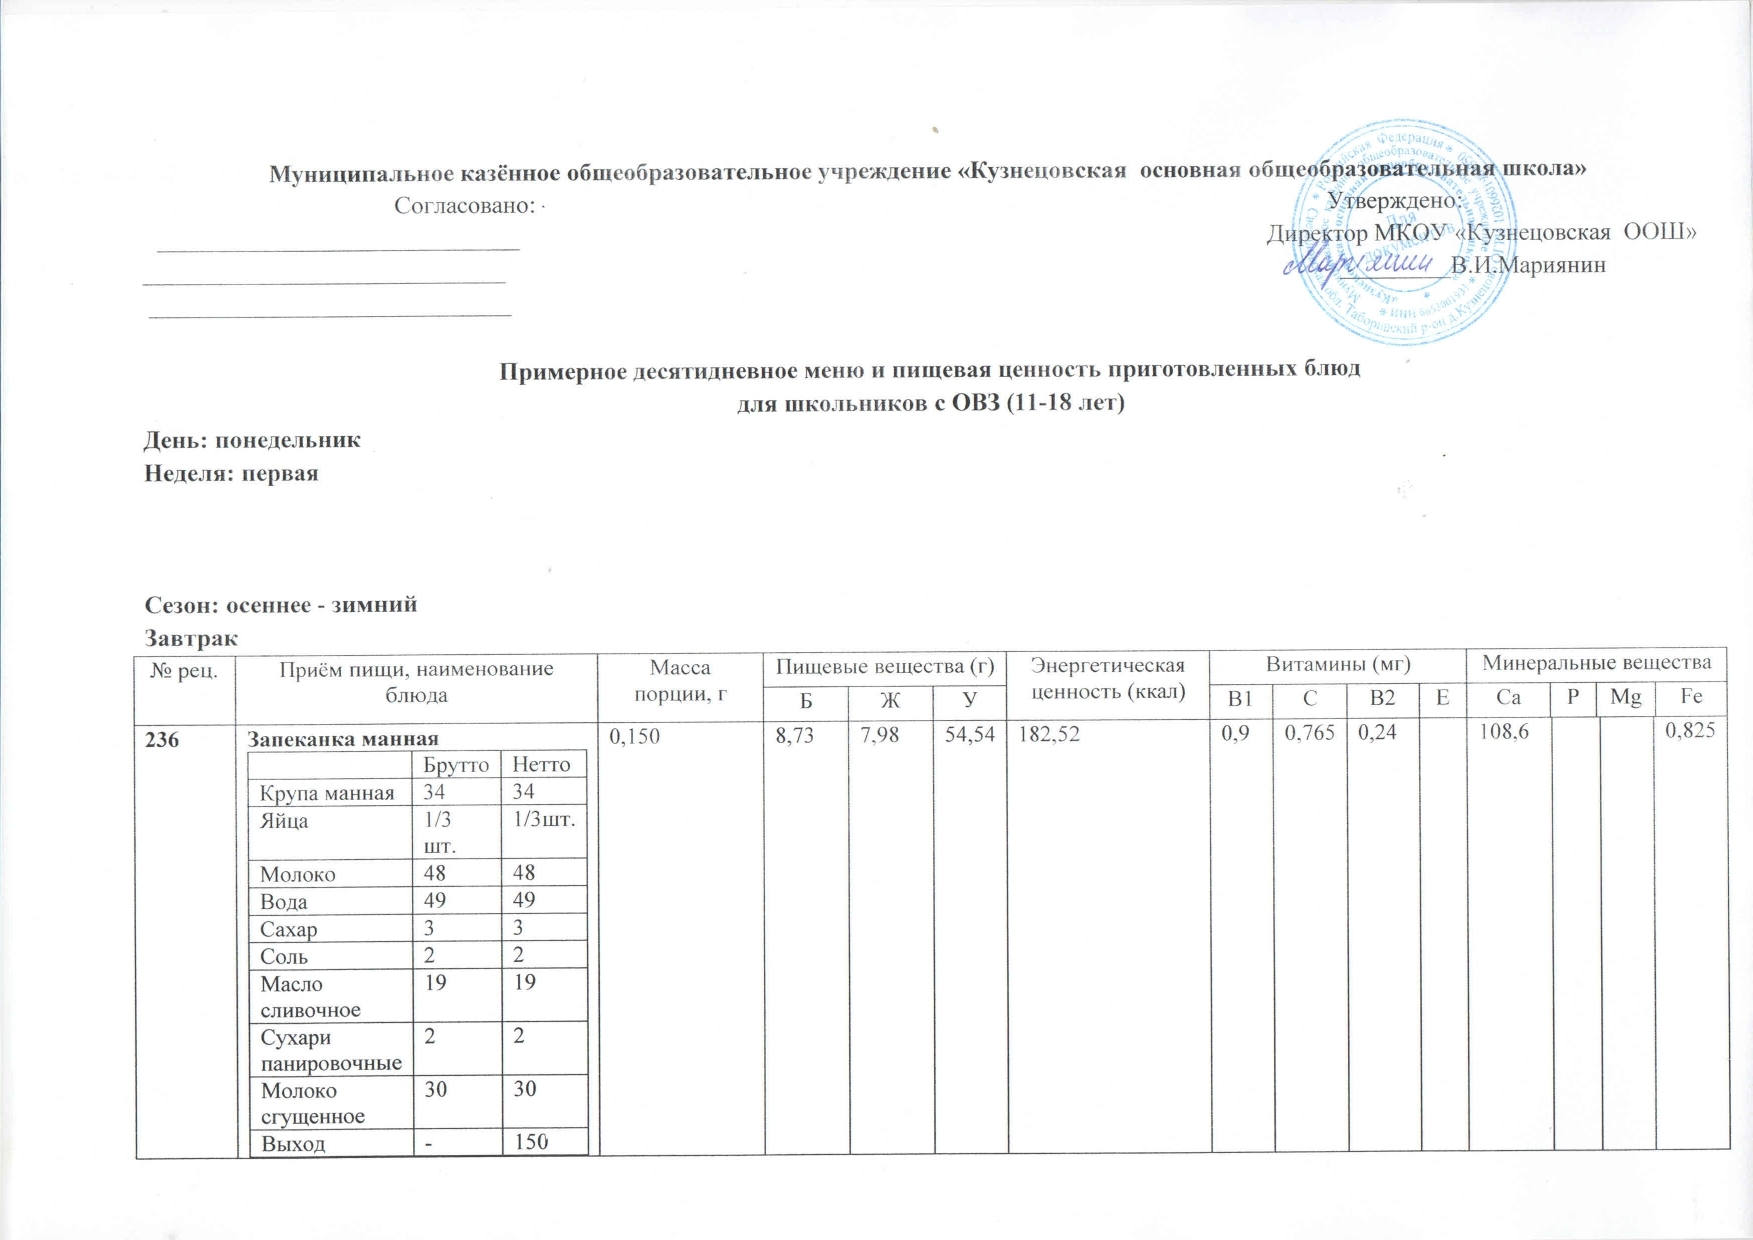 Муниципальное казённое общеобразовательное учреждение «Кузнецовская основная общеобразовательная школа»
Согласовано:
Утверждено:
Директор МКОУ «Кузнецовская ООШ»
В.И.Мариянин
Для
документов
Примерное десятидневное меню и пищевая ценность приготовленных блюд
для школьников с ОВЗ (11-18 лет)
День: понедельник
Неделя: первая
Сезон: осеннее - зимний
Завтрак
№ рец. Приём пищи, наименование блюда Масса порции, г Пищевые вещества (г) Энергетическая ценность (ккал) Витамины (мг) Минеральные вещества
Б Ж У В1 С В2 Е Са Р Mg Fe
236 Запеканка манная 0,150 8,73 7,98 54,54 182,52 0,9 0,765 0,24 108,6 0,825
Брутто Нетто
Крупа манная 34 34
Яйца 1/3 шт. 1/3шт.
Молоко 48 48
Вода 49 49
Сахар 3 3
Соль 2 2
Масло сливочное 19 19
Сухари панировочные 2 2
Молоко сгущенное 30 30
Выход - 150